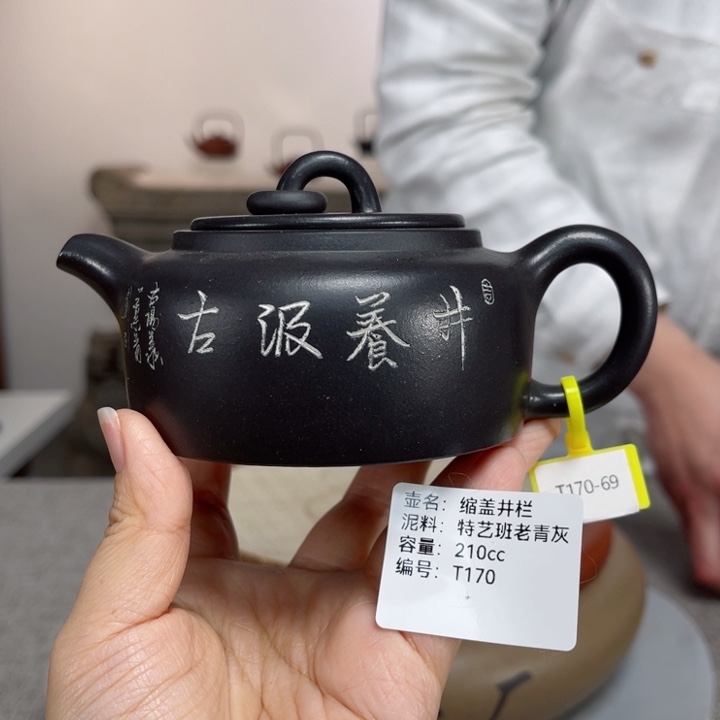 古汲養井
T170-69
壶名：缩盖井栏
泥料：特艺班老青灰
容量：210cc
编号：T170